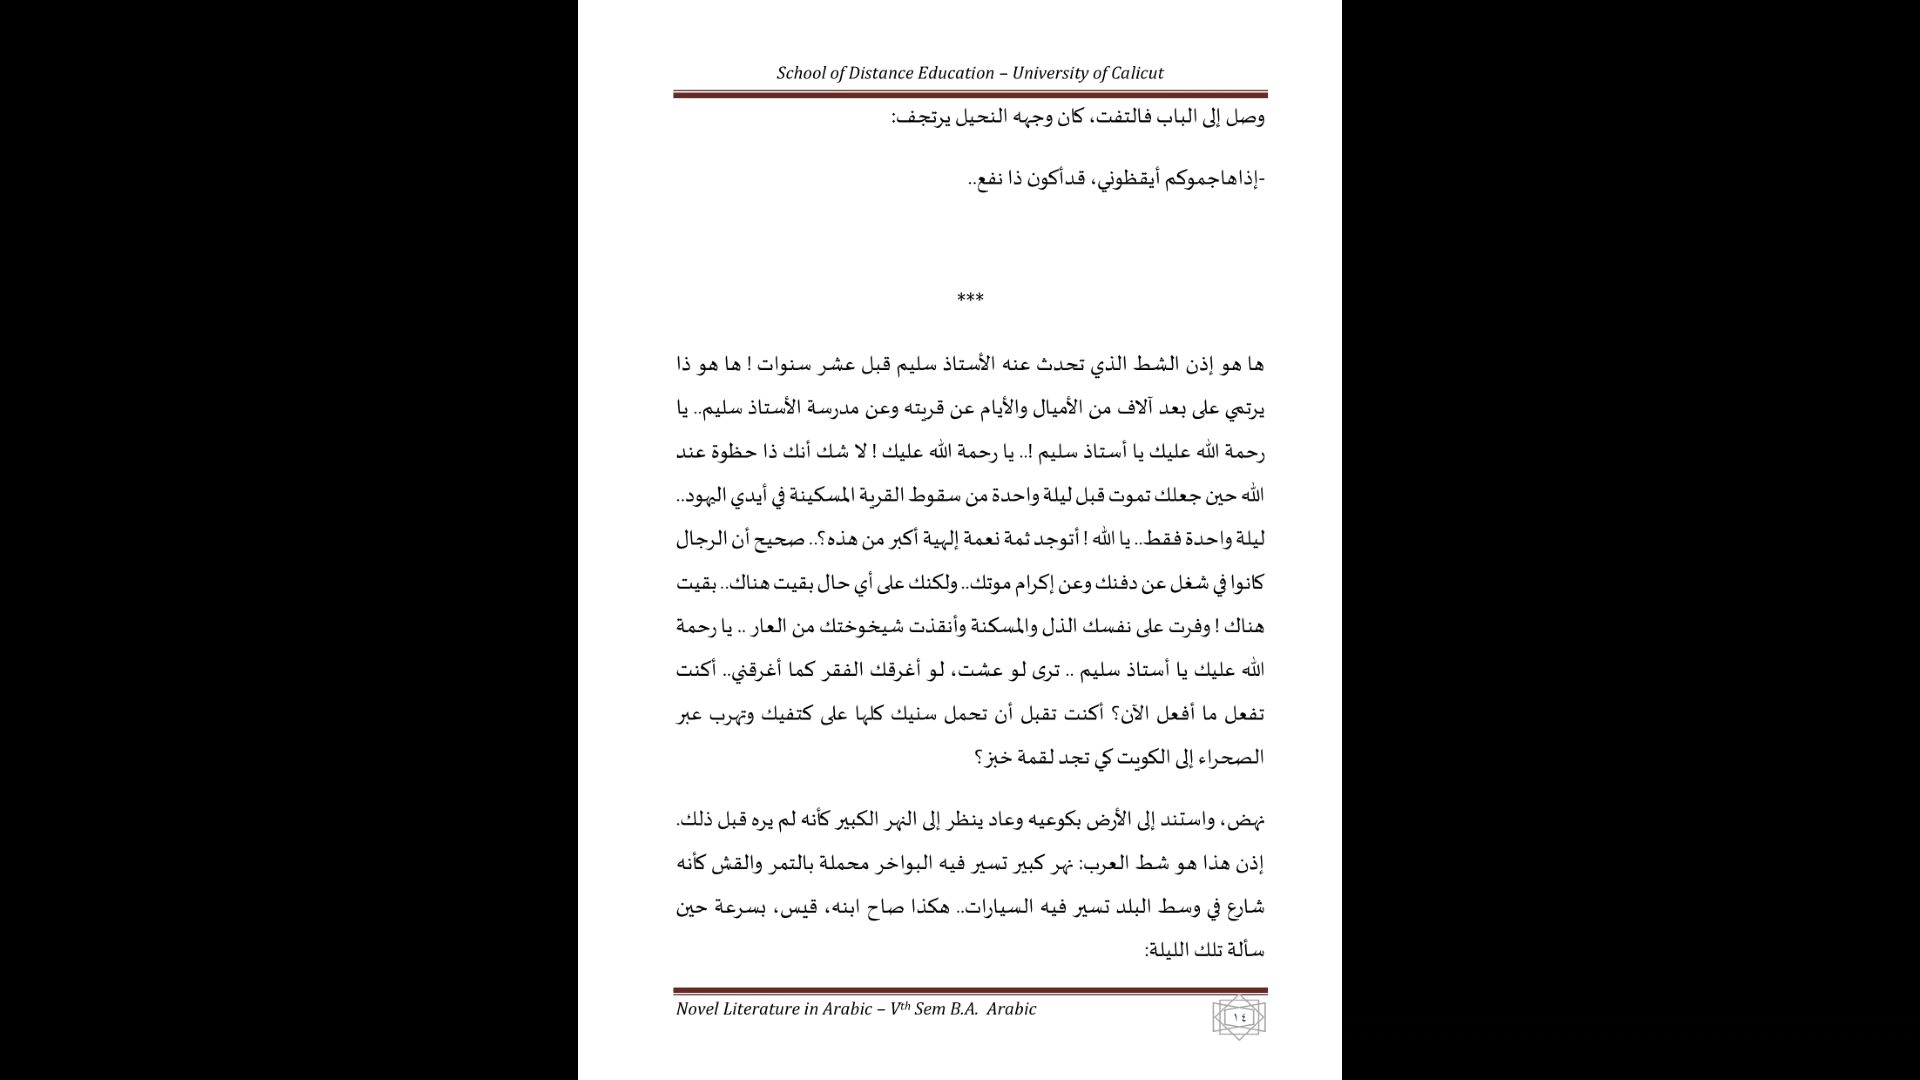 School of Distance Education – University of Calicut
وصل إلى الباب فالتفت، كان وجهه النحيل يرتجف:
-إذاهاجموكم أيقظوني، قدأكون ذا نفع..
***
ها هو إذن الشط الذي تحدث عنه الأستاذ سليم قبل عشر سنوات ! ها هو ذا
يرتمي على بعد آلاف من الأميال والأيام عن قريته وعن مدرسة الأستاذ سليم.. يا
رحمة الله عليك يا أستاذ سليم !.. يا رحمة الله عليك ! لا شك أنك ذا حظوة عند
الله حين جعلك تموت قبل ليلة واحدة من سقوط القرية المسكينة في أيدي اليهود..
ليلة واحدة فقط.. يا الله ! أتوجد ثمة نعمة إلهية أكبر من هذه؟.. صحيح أن الرجال
كانوا في شغل عن دفنك وعن إكرام موتك.. ولكنك على أي حال بقيت هناك.. بقيت
هناك ! وفرت على نفسك الذل والمسكنة وأنقذت شيخوختك من العار .. يا رحمة
الله عليك يا أستاذ سليم .. ترى لو عشت، لو أغرقك الفقر كما أغرقني.. أكنت
تفعل ما أفعل الآن؟ أكنت تقبل أن تحمل سنيك كلها على كتفيك وتهرب عبر
الصحراء إلى الكويت كي تجد لقمة خبز؟
نهض، واستند إلى الأرض بكوعيه وعاد ينظر إلى النهر الكبير كأنه لم يره قبل ذلك.
إذن هذا هو شط العرب: نهر كبير تسير فيه البواخر محملة بالتمر والقش كأنه
شارع في وسط البلد تسير فيه السيارات.. هكذا صاح ابنه، قيس، بسرعة حين
سألة تلك الليلة:
Novel Literature in Arabic – Vth Sem B.A. Arabic
١٤